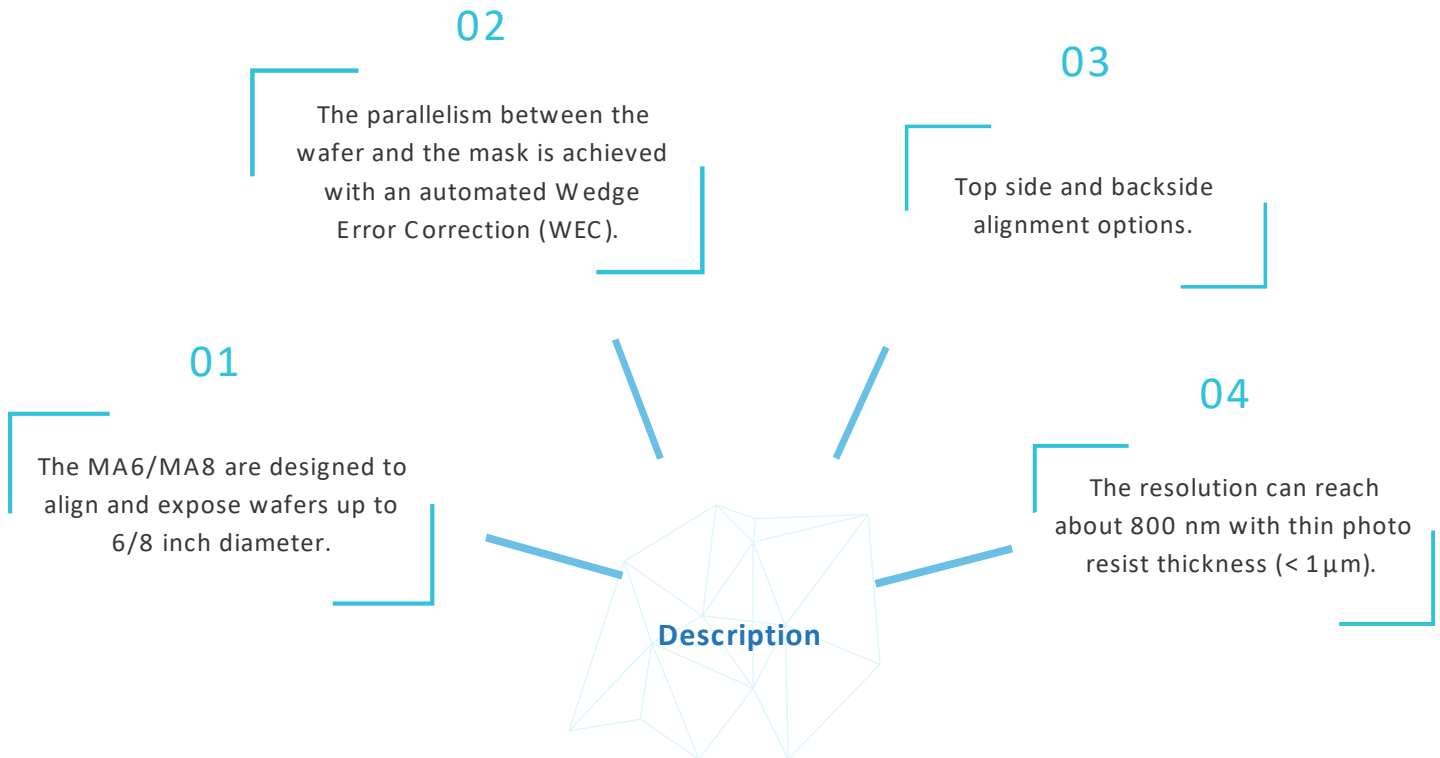 01
The MA6/MA8 are designed to
align and expose wafers up to
6/8 inch diameter.
02
The parallelism between the
wafer and the mask is achieved
with an automated Wedge
Error Correction (WEC).
03
Top side and backside
alignment options.
04
The resolution can reach
about 800 nm with thin photo
resist thickness (< 1µm).
Description